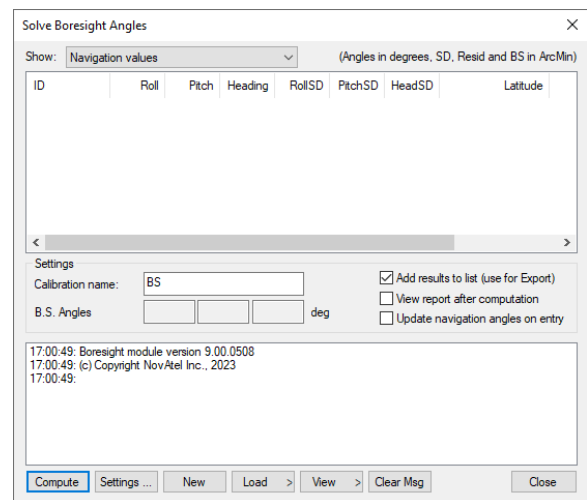 Solve Boresight Angles
Show: Navigation values (Angles in degrees, SD, Resid and BS in ArcMin)
ID Roll Pitch Heading RollSD PitchSD HeadSD Latitude
Settings
Calibration name: BS
Add results to list (use for Export)
View report after computation
B.S. Angles deg
Update navigation angles on entry
17:00:49: Boresight module version 9.00.0508
17:00:49: (c) Copyright NovAtel Inc., 2023
17:00:49:
Compute Settings ... New Load > View > Clear Msg Close